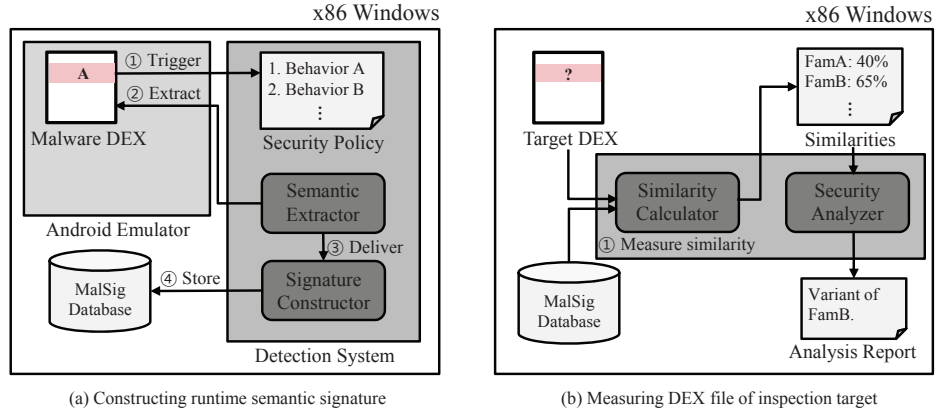 x86 Windows
A
① Trigger
② Extract
Malware DEX
1. Behavior A
2. Behavior B
⋮
Security Policy
Semantic
Extractor
Android Emulator
③ Deliver
④ Store
MalSig
Database
Signature
Constructor
Detection System
(a) Constructing runtime semantic signature
x86 Windows
?
Target DEX
FamA: 40%
FamB: 65%
⋮
Similarities
Similarity
Calculator
Security
Analyzer
① Measure similarity
MalSig
Database
Variant of
FamB.
Analysis Report
(b) Measuring DEX file of inspection target